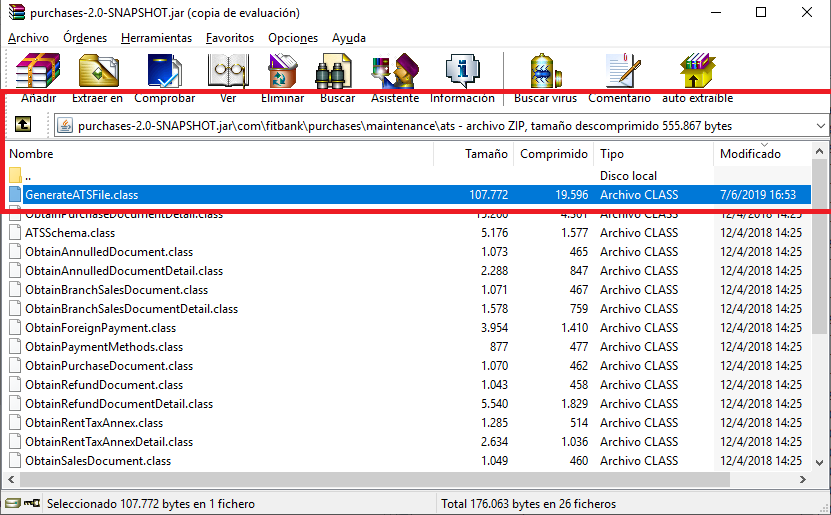 purchases-2.0-SNAPSHOT.jar (copia de evaluación)
Archivo Órdenes Herramientas Favoritos Opciones Ayuda
Añadir Extraer en Comprobar Ver Eliminar Buscar Asistente Información Buscar virus Comentario auto extraíble
purchases-2.0-SNAPSHOT.jar\com\fitbank\purchases\maintenance\ats - archivo ZIP, tamaño descomprimido 555.867 bytes
Nombre Tamaño Comprimido Tipo Modificado
.. Disco local
GenerateATSFile.class 107.772 19.596 Archivo CLASS 7/6/2019 16:53
ObtainPurchaseDocumentDetail.class 15.200 4.301 Archivo CLASS 12/4/2018 14:25
ATSSchema.class 5.176 1.577 Archivo CLASS 12/4/2018 14:25
ObtainAnnulledDocument.class 1.073 465 Archivo CLASS 12/4/2018 14:25
ObtainAnnulledDocumentDetail.class 2.288 847 Archivo CLASS 12/4/2018 14:25
ObtainBranchSalesDocument.class 1.071 467 Archivo CLASS 12/4/2018 14:25
ObtainBranchSalesDocumentDetail.class 1.578 759 Archivo CLASS 12/4/2018 14:25
ObtainForeignPayment.class 3.954 1.410 Archivo CLASS 12/4/2018 14:25
ObtainPaymentMethods.class 877 477 Archivo CLASS 12/4/2018 14:25
ObtainPurchaseDocument.class 1.070 462 Archivo CLASS 12/4/2018 14:25
ObtainRefundDocument.class 1.043 458 Archivo CLASS 12/4/2018 14:25
ObtainRefundDocumentDetail.class 5.540 1.829 Archivo CLASS 12/4/2018 14:25
ObtainRentTaxAnnex.class 1.285 514 Archivo CLASS 12/4/2018 14:25
ObtainRentTaxAnnexDetail.class 2.634 1.036 Archivo CLASS 12/4/2018 14:25
ObtainSalesDocument.class 1.049 460 Archivo CLASS 12/4/2018 14:25
Seleccionado 107.772 bytes en 1 fichero Total 176.063 bytes en 26 ficheros